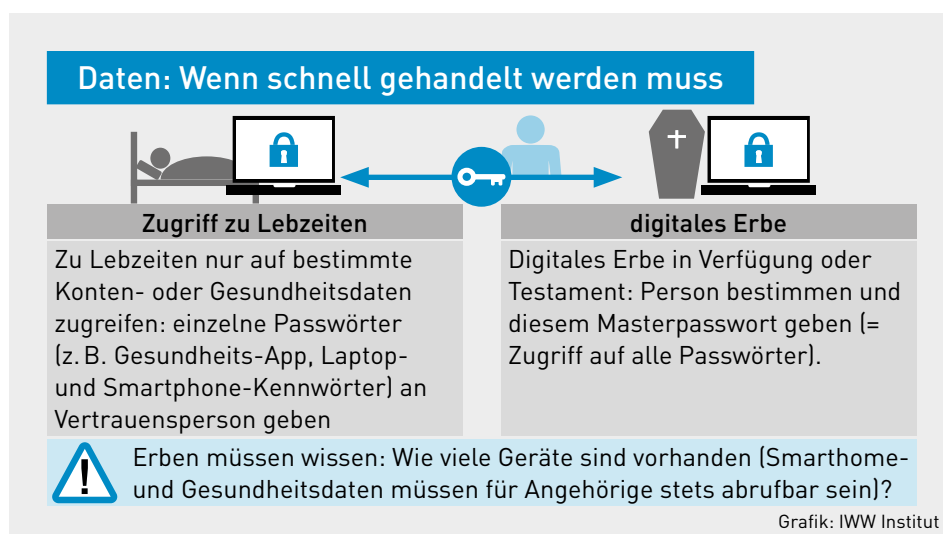 Daten: Wenn schnell gehandelt werden muss
Zugriff zu Lebzeiten
Zu Lebzeiten nur auf bestimmte
Konten- oder Gesundheitsdaten
zugreifen: einzelne Passwörter
(z. B. Gesundheits-App, Laptop-
und Smartphone-Kennwörter) an
Vertrauensperson geben
digitales Erbe
Digitales Erbe in Verfügung oder
Testament: Person bestimmen und
diesem Masterpasswort geben (=
Zugriff auf alle Passwörter).
Erben müssen wissen: Wie viele Geräte sind vorhanden (Smarthome-
und Gesundheitsdaten müssen für Angehörige stets abrufbar sein)?
Grafik: IWW Institut